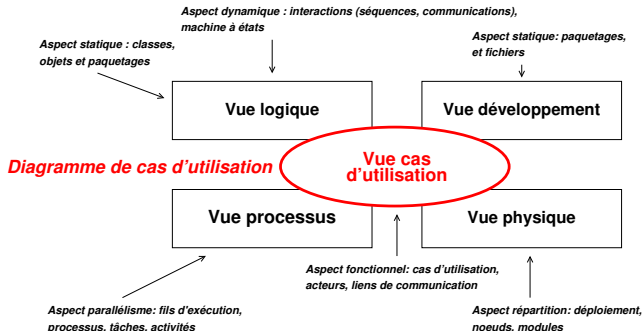 Aspect dynamique : interactions (séquences, communications),
machine à états
Aspect statique : classes,
objets et paquetages
Aspect statique: paquetages,
et fichiers
Vue logique
Vue développement
Diagramme de cas d'utilisation
Vue cas
d'utilisation
Vue processus
Vue physique
Aspect fonctionnel: cas d'utilisation,
acteurs, liens de communication
Aspect parallélisme: fils d'exécution,
processus, tâches, activités
Aspect répartition: déploiement,
noeuds, modules